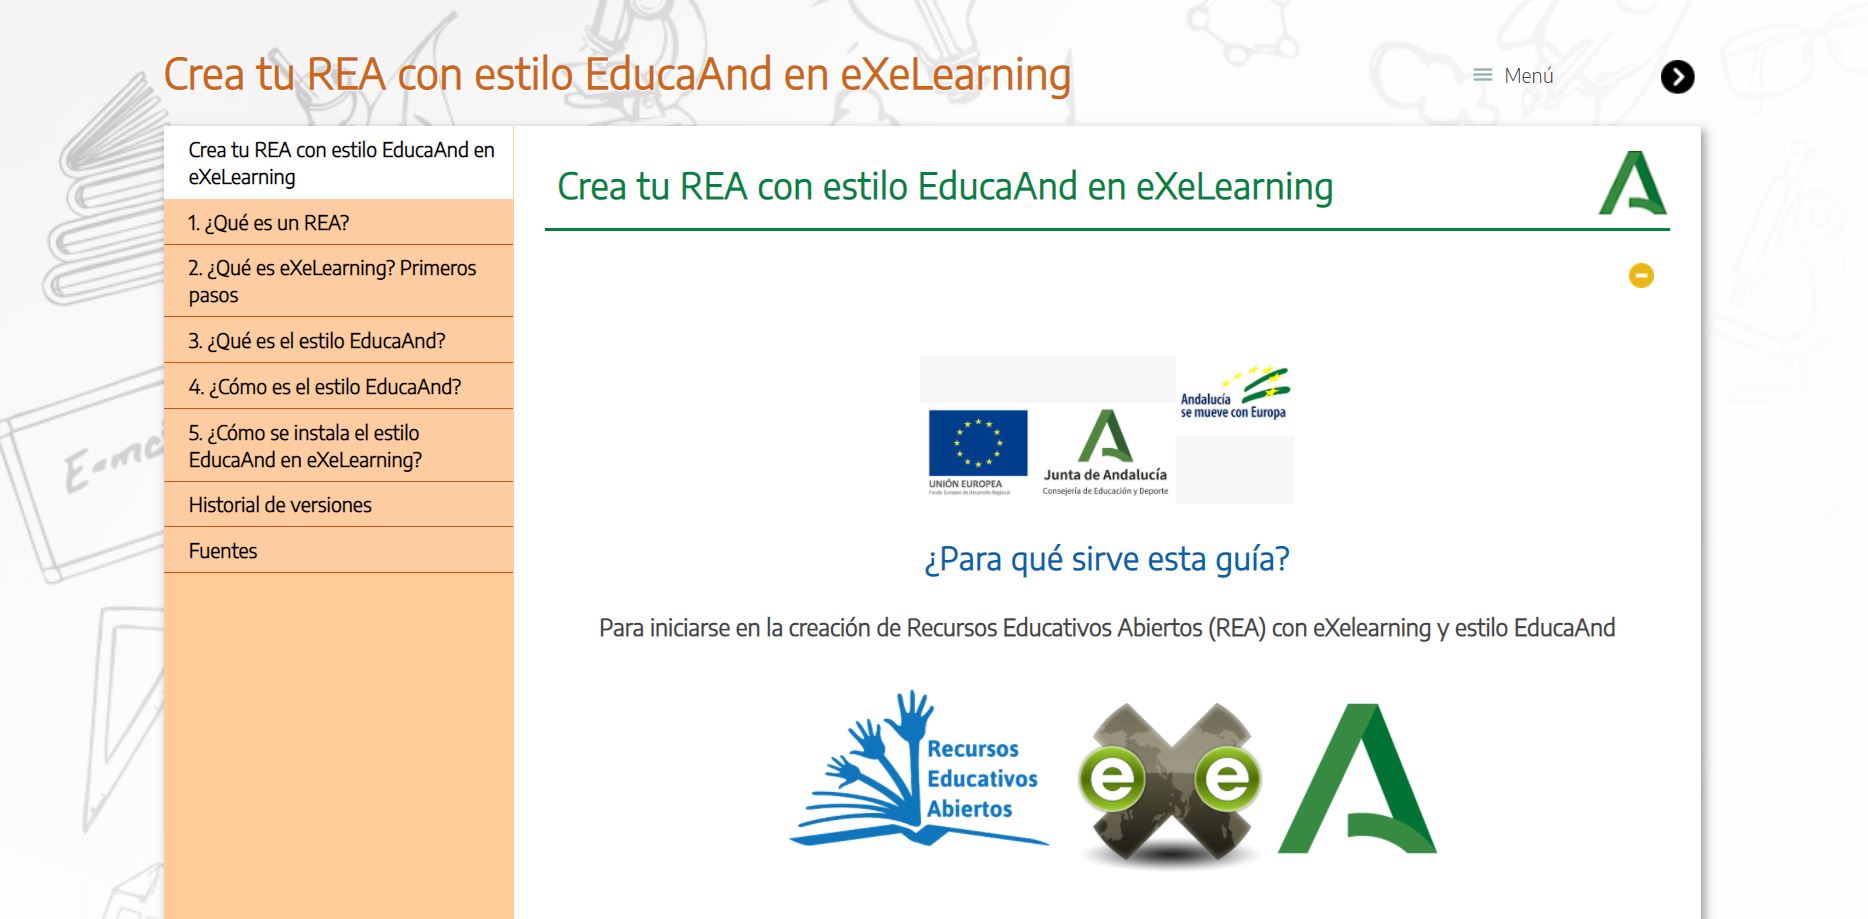 Crea tu REA con estilo EducaAnd en eXeLearning
Menú
Crea tu REA con estilo EducaAnd en
eXeLearning
1. ¿Qué es un REA?
2. ¿Qué es eXeLearning? Primeros
pasos
3. ¿Qué es el estilo EducaAnd?
4. ¿Cómo es el estilo EducaAnd?
5. ¿Cómo se instala el estilo
EducaAnd en eXeLearning?
Historial de versiones
Fuentes
Crea tu REA con estilo EducaAnd en eXeLearning
Andalucía
se mueve con Europa
UNIÓN EUROPEA
Fondo Europeo de Desarrollo Regional
Junta de Andalucía
Consejería de Educación y Deporte
¿Para qué sirve esta guía?
Para iniciarse en la creación de Recursos Educativos Abiertos (REA) con eXelearning y estilo EducaAnd
Recursos
Educativos
Abiertos
eXe
E=mc